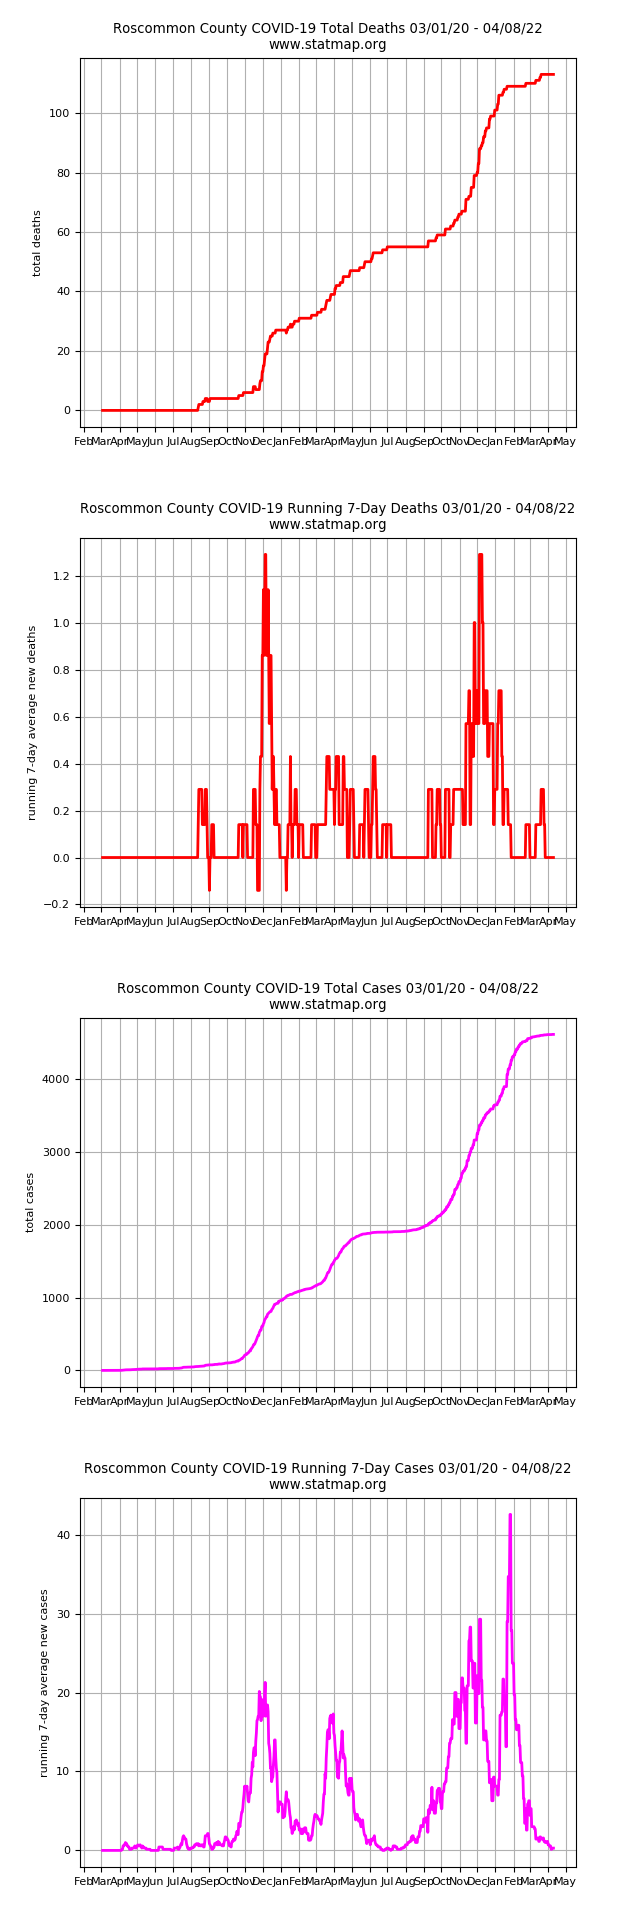 Roscommon County COVID-19 Total Deaths 03/01/20 - 04/08/22
www.statmap.org
100
80
60
40
20
0
total deaths
Feb Mar Apr May Jun Jul Aug Sep Oct Nov Dec Jan Feb Mar Apr May Jun Jul Aug Sep Oct Nov Dec Jan Feb Mar Apr May
Roscommon County COVID-19 Running 7-Day Deaths 03/01/20 - 04/08/22
www.statmap.org
1.2
1.0
0.8
0.6
0.4
0.2
0.0
−0.2
running 7-day average new deaths
Feb Mar Apr May Jun Jul Aug Sep Oct Nov Dec Jan Feb Mar Apr May Jun Jul Aug Sep Oct Nov Dec Jan Feb Mar Apr May
Roscommon County COVID-19 Total Cases 03/01/20 - 04/08/22
www.statmap.org
4000
3000
2000
1000
0
total cases
Feb Mar Apr May Jun Jul Aug Sep Oct Nov Dec Jan Feb Mar Apr May Jun Jul Aug Sep Oct Nov Dec Jan Feb Mar Apr May
Roscommon County COVID-19 Running 7-Day Cases 03/01/20 - 04/08/22
www.statmap.org
40
30
20
10
0
running 7-day average new cases
Feb Mar Apr May Jun Jul Aug Sep Oct Nov Dec Jan Feb Mar Apr May Jun Jul Aug Sep Oct Nov Dec Jan Feb Mar Apr May